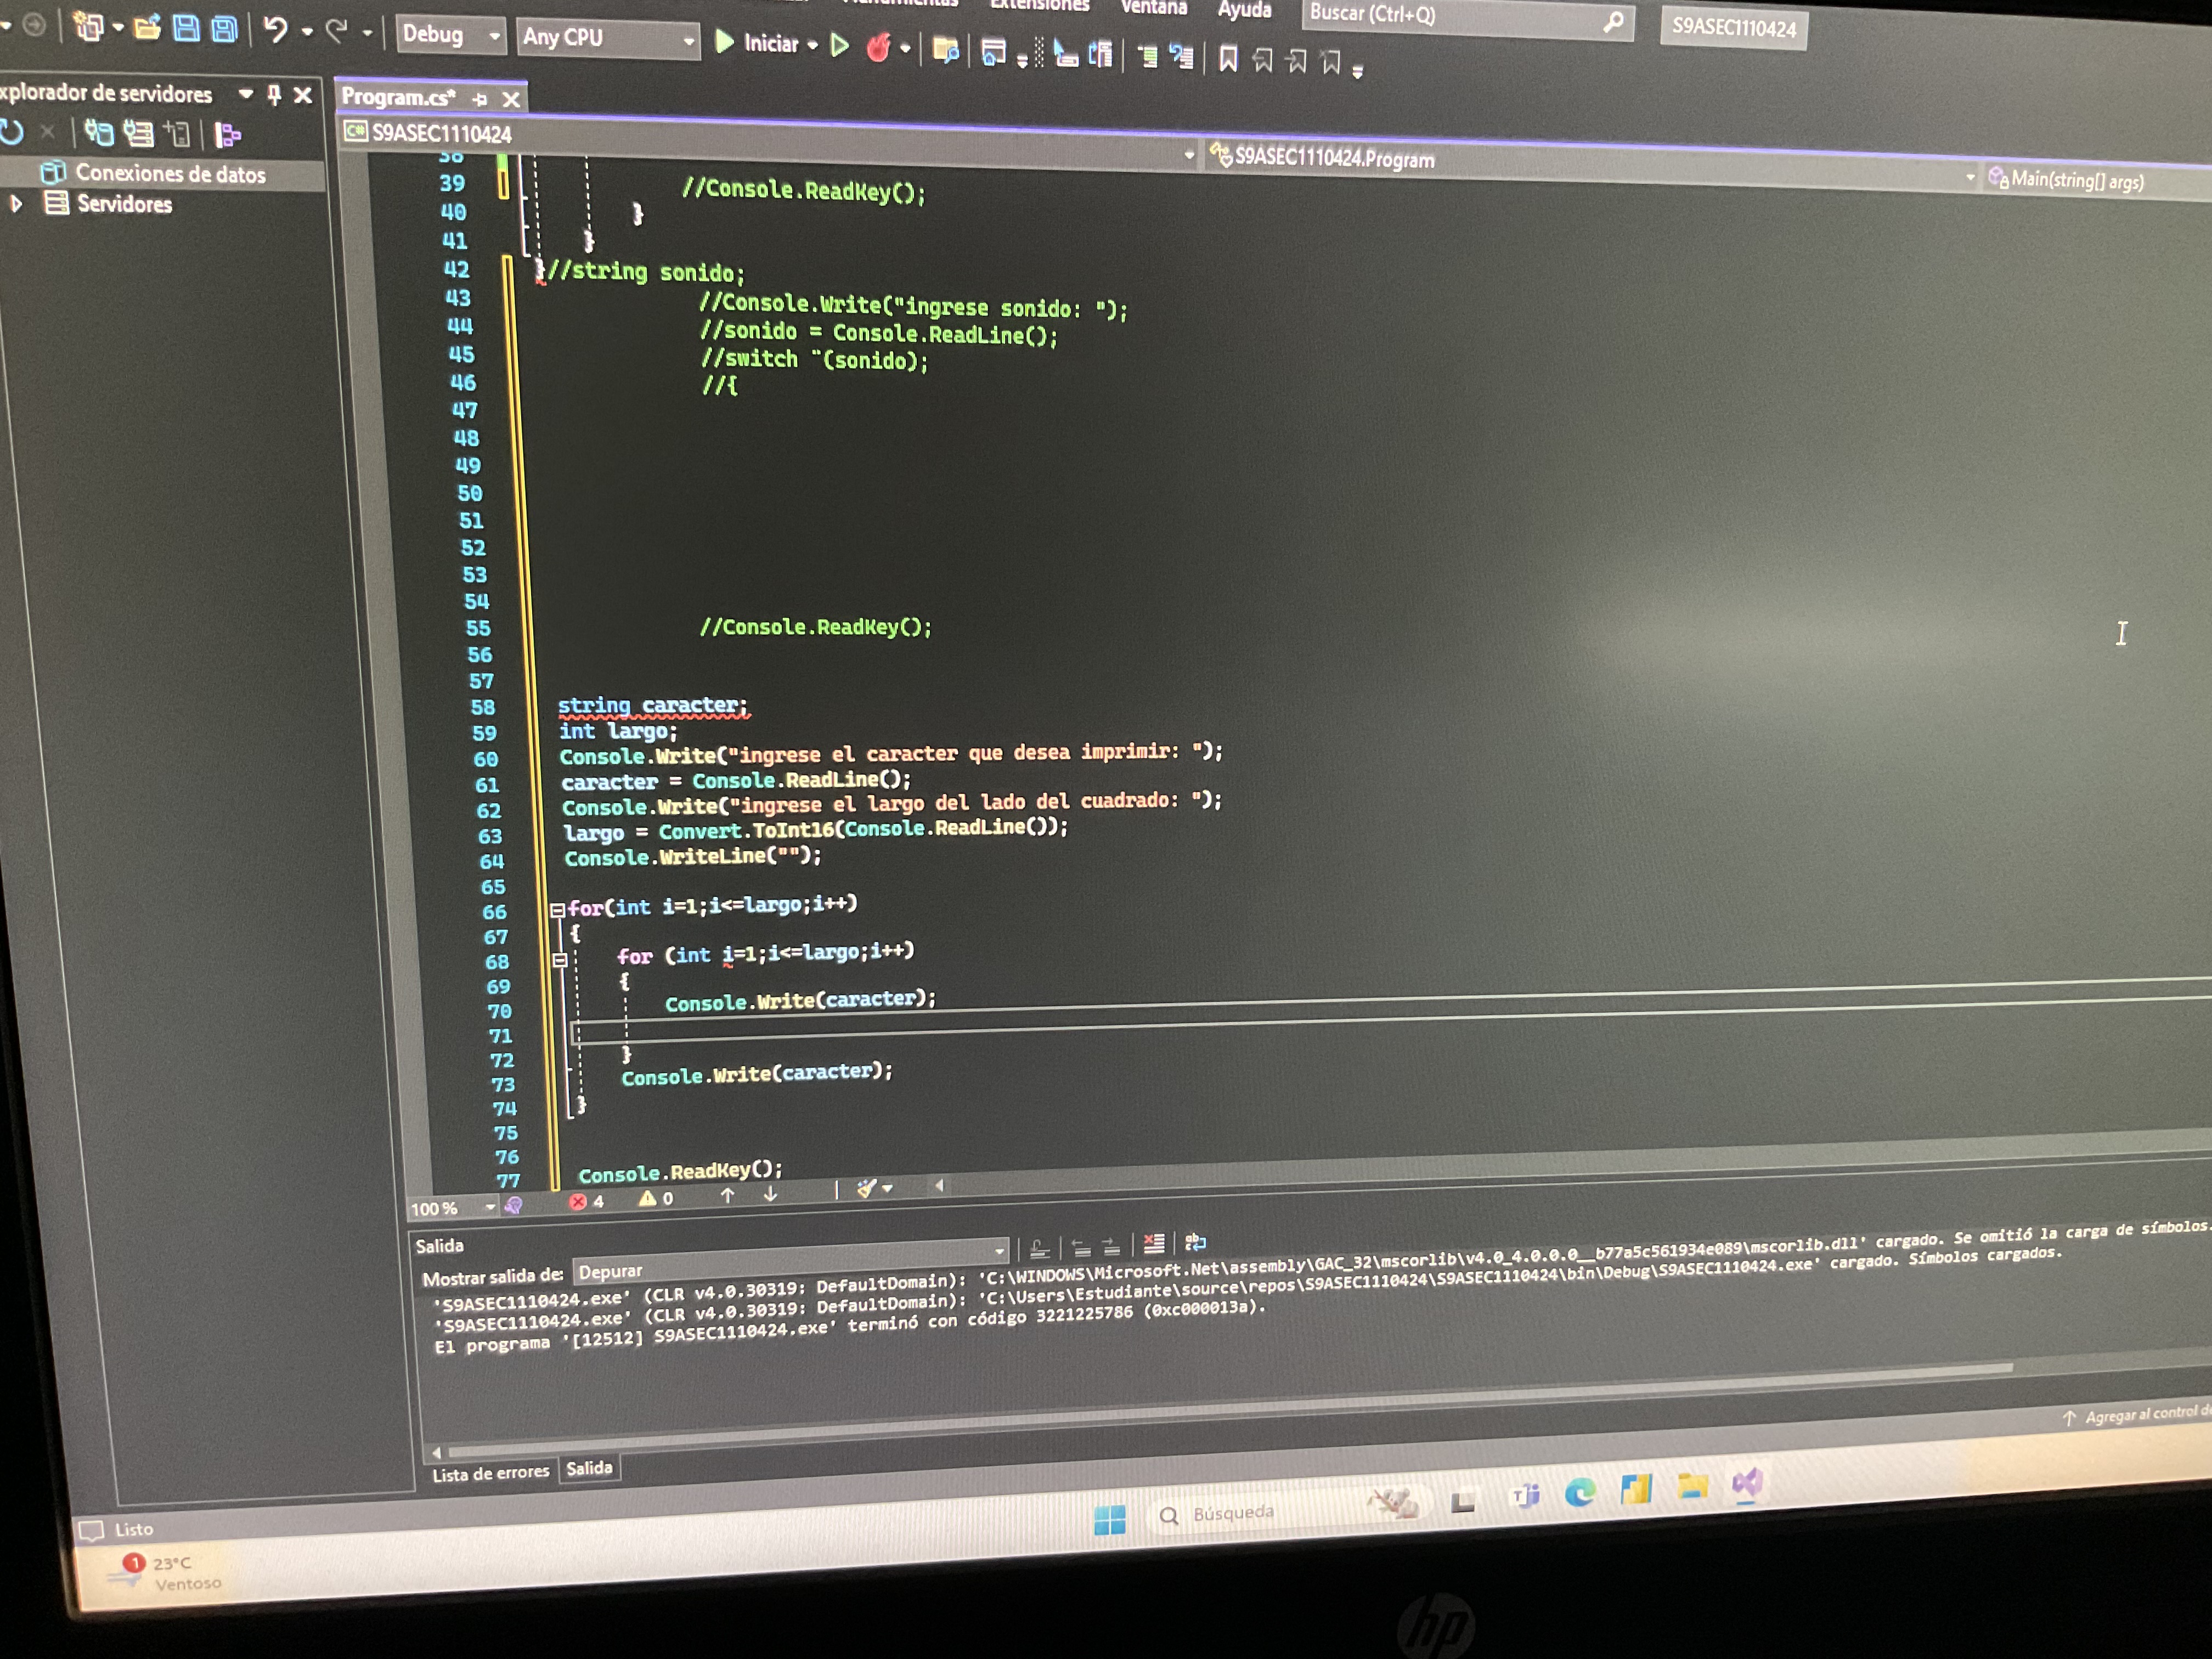 Extensiones Ventana Ayuda Buscar (Ctrl+Q) S9ASEC1110424
Debug Any CPU Iniciar
xplorador de servidores
Conexiones de datos
Servidores
Program.cs*
C# S9ASEC1110424 S9ASEC1110424.Program Main(string[] args)
38
39 //Console.ReadKey();
40 }
41 }
42 }//string sonido;
43 //Console.Write("ingrese sonido: ");
44 //sonido = Console.ReadLine();
45 //switch ¨(sonido);
46 //{
47
48
49
50
51
52
53
54
55 //Console.ReadKey();
56
57
58 string caracter;
59 int largo;
60 Console.Write("ingrese el caracter que desea imprimir: ");
61 caracter = Console.ReadLine();
62 Console.Write("ingrese el largo del lado del cuadrado: ");
63 largo = Convert.ToInt16(Console.ReadLine());
64 Console.WriteLine("");
65
66 for(int i=1;i<=largo;i++)
67 {
68 for (int i=1;i<=largo;i++)
69 {
70 Console.Write(caracter);
71
72 }
73 Console.Write(caracter);
74 }
75
76
77 Console.ReadKey();
100 % 4 0
Salida
Mostrar salida de: Depurar
'S9ASEC1110424.exe' (CLR v4.0.30319: DefaultDomain): 'C:\WINDOWS\Microsoft.Net\assembly\GAC_32\mscorlib\v4.0_4.0.0.0__b77a5c561934e089\mscorlib.dll' cargado. Se omitió la carga de símbolos.
'S9ASEC1110424.exe' (CLR v4.0.30319: DefaultDomain): 'C:\Users\Estudiante\source\repos\S9ASEC1110424\S9ASEC1110424\bin\Debug\S9ASEC1110424.exe' cargado. Símbolos cargados.
El programa '[12512] S9ASEC1110424.exe' terminó con código 3221225786 (0xc000013a).
Lista de errores Salida
Agregar al control de
Listo
Búsqueda
1 23°C
Ventoso
hp